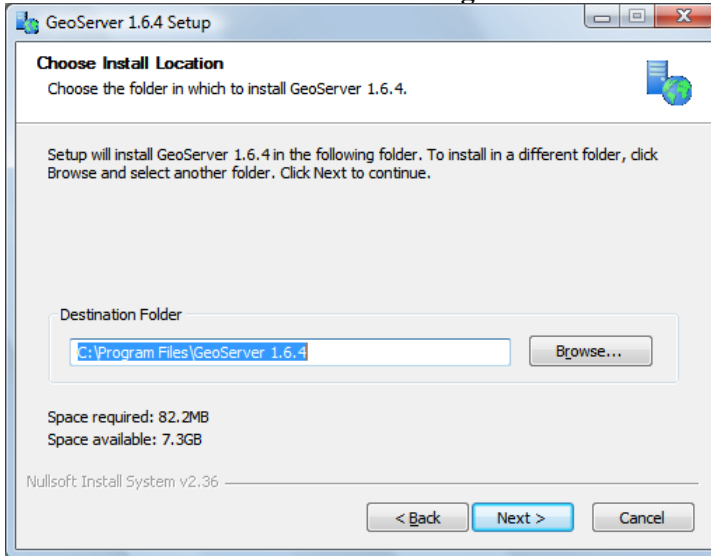 GeoServer 1.6.4 Setup
Choose Install Location
Choose the folder in which to install GeoServer 1.6.4.
Setup will install GeoServer 1.6.4 in the following folder. To install in a different folder, click
Browse and select another folder. Click Next to continue.
Destination Folder
C:\Program Files\GeoServer 1.6.4
Browse...
Space required: 82.2MB
Space available: 7.3GB
Nullsoft Install System v2.36
< Back Next > Cancel